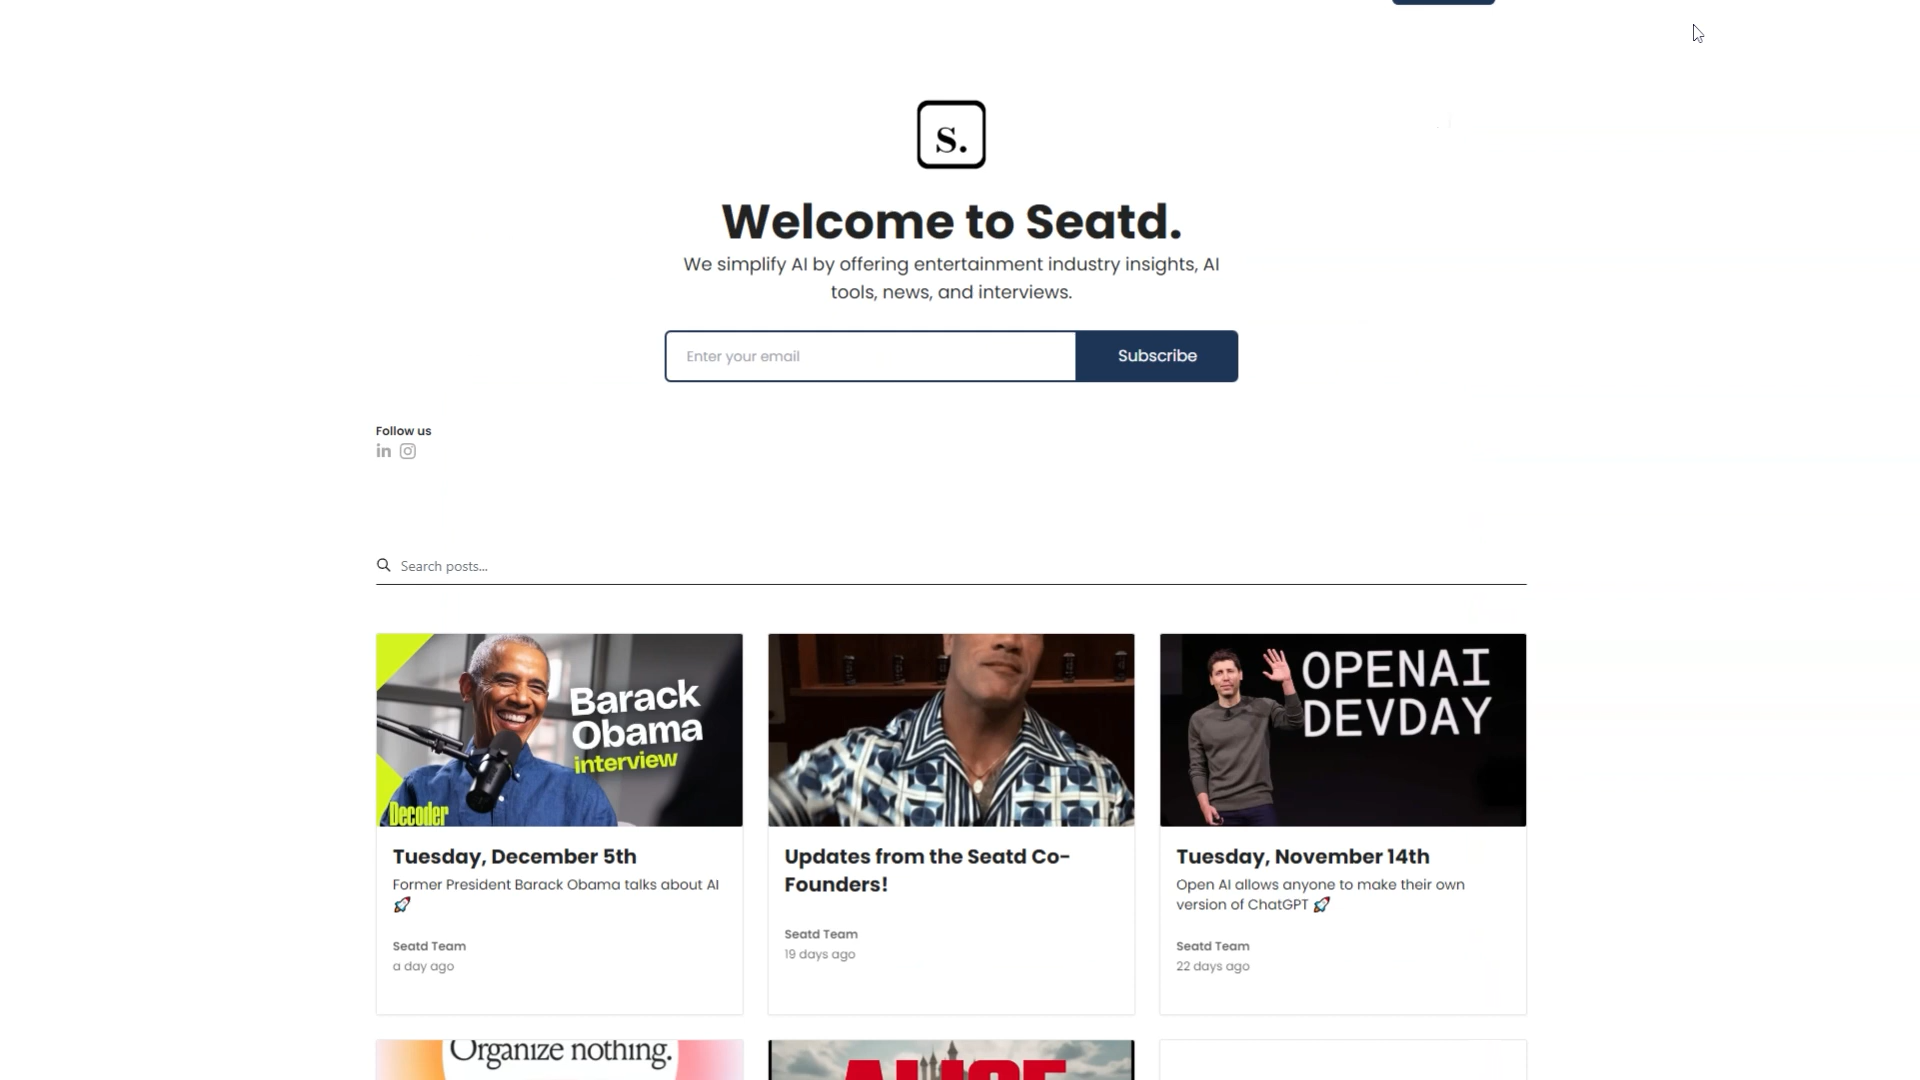 s.
Welcome to Seatd.
We simplify AI by offering entertainment industry insights, AI
tools, news, and interviews.
Enter your email
Subscribe
Follow us
in
Search posts...
Barack
Obama
interview
Decoder
OPENAI
DEVDAY
Tuesday, December 5th
Former President Barack Obama talks about AI
🚀
Seatd Team
a day ago
Updates from the Seatd Co-
Founders!
Seatd Team
19 days ago
Tuesday, November 14th
Open AI allows anyone to make their own
version of ChatGPT 🚀
Seatd Team
22 days ago
Organize nothing.
ALICE